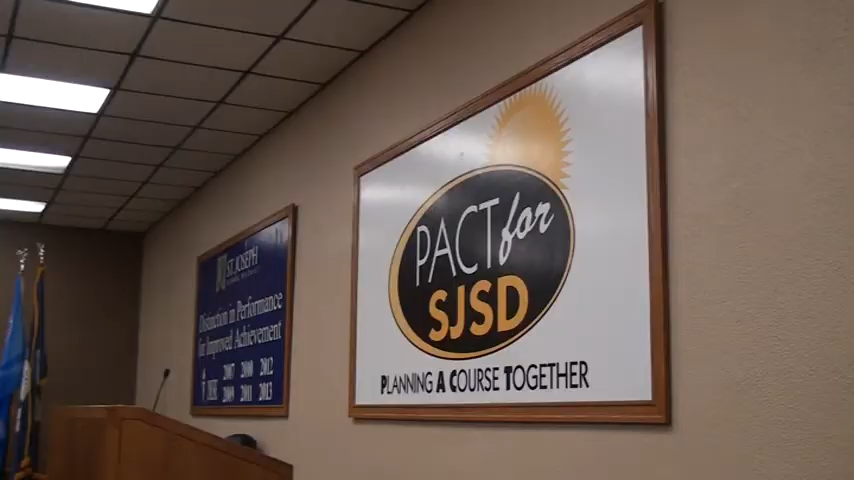 ST. JOSEPH
Distinction in Performance
for Improved Achievement
2007 2010 2012
2009 2011 2013
PACT for
SJSD
PLANNING A COURSE TOGETHER